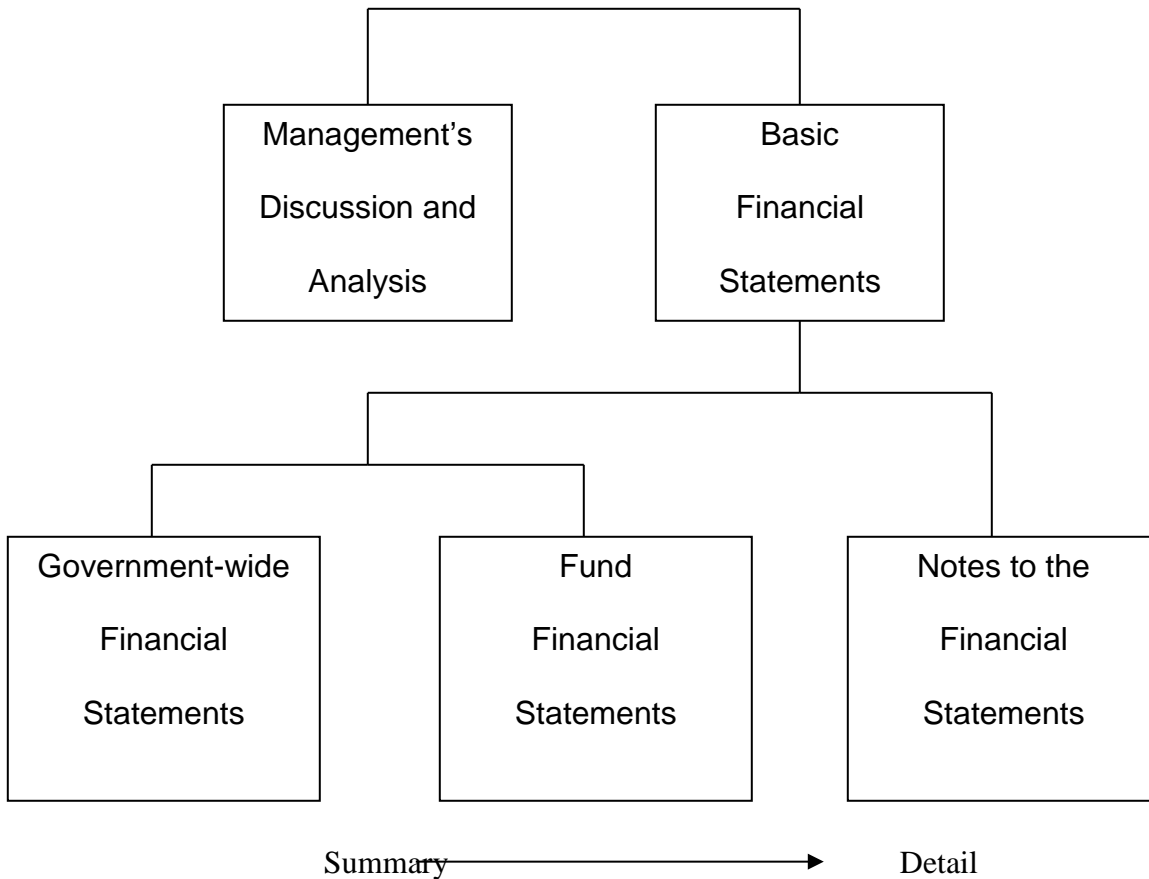 Management’s
Discussion and
Analysis
Basic
Financial
Statements
Government-wide
Financial
Statements
Fund
Financial
Statements
Notes to the
Financial
Statements
Summary
Detail